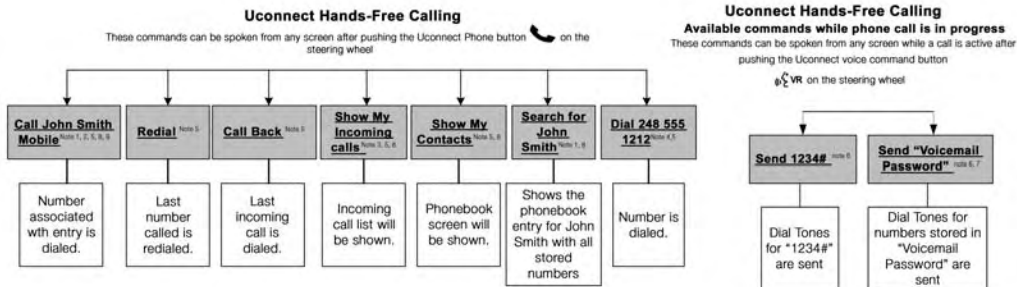 Uconnect Hands-Free Calling
These commands can be spoken from any screen after pushing the Uconnect Phone button on the
steering wheel
Call John Smith
Mobile Note 1, 2, 5, 8, 9
Number
associated
wth entry is
dialed.
Redial Note 5
Last
number
called is
redialed.
Call Back Note 5
Last
incoming
call is
dialed.
Show My
Incoming
calls Note 3, 5, 8
Incoming
call list will
be shown.
Show My
Contacts Note 5, 8
Phonebook
screen will
be shown.
Search for
John
Smith Note 1, 8
Shows the
phonebook
entry for John
Smith with all
stored
numbers
Dial 248 555
1212 Note 4,5
Number is
dialed.
Uconnect Hands-Free Calling
Available commands while phone call is in progress
These commands can be spoken from any screen while a call is active after
pushing the Uconnect voice command button
VR on the steering wheel
Send 1234# note 6
Dial Tones
for "1234#"
are sent
Send “Voicemail
Password” note 6, 7
Dial Tones for
numbers stored in
"Voicemail
Password" are
sent